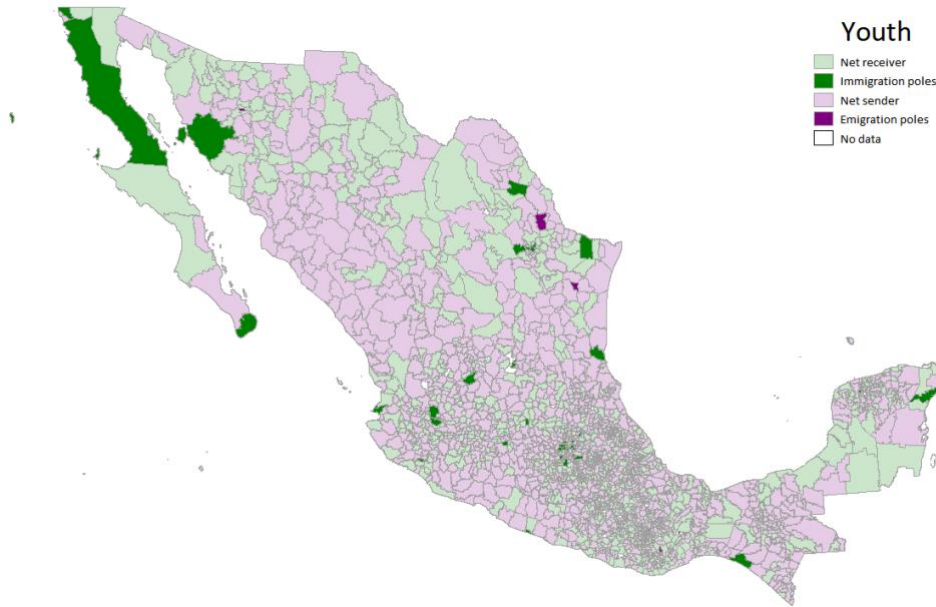 Youth
Net receiver
Immigration poles
Net sender
Emigration poles
No data